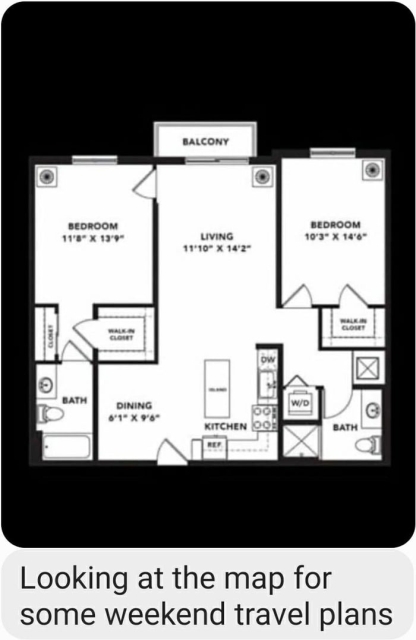 BALCONY
BEDROOM
11'8" X 13'9"
LIVING
11'10" X 14'2"
BEDROOM
10'3" X 14'6"
CLOSET
WALK-IN
CLOSET
WALK-IN
CLOSET
DW
ISLAND
W/D
BATH
DINING
6'1" X 9'6"
KITCHEN
REF.
BATH
Looking at the map for
some weekend travel plans